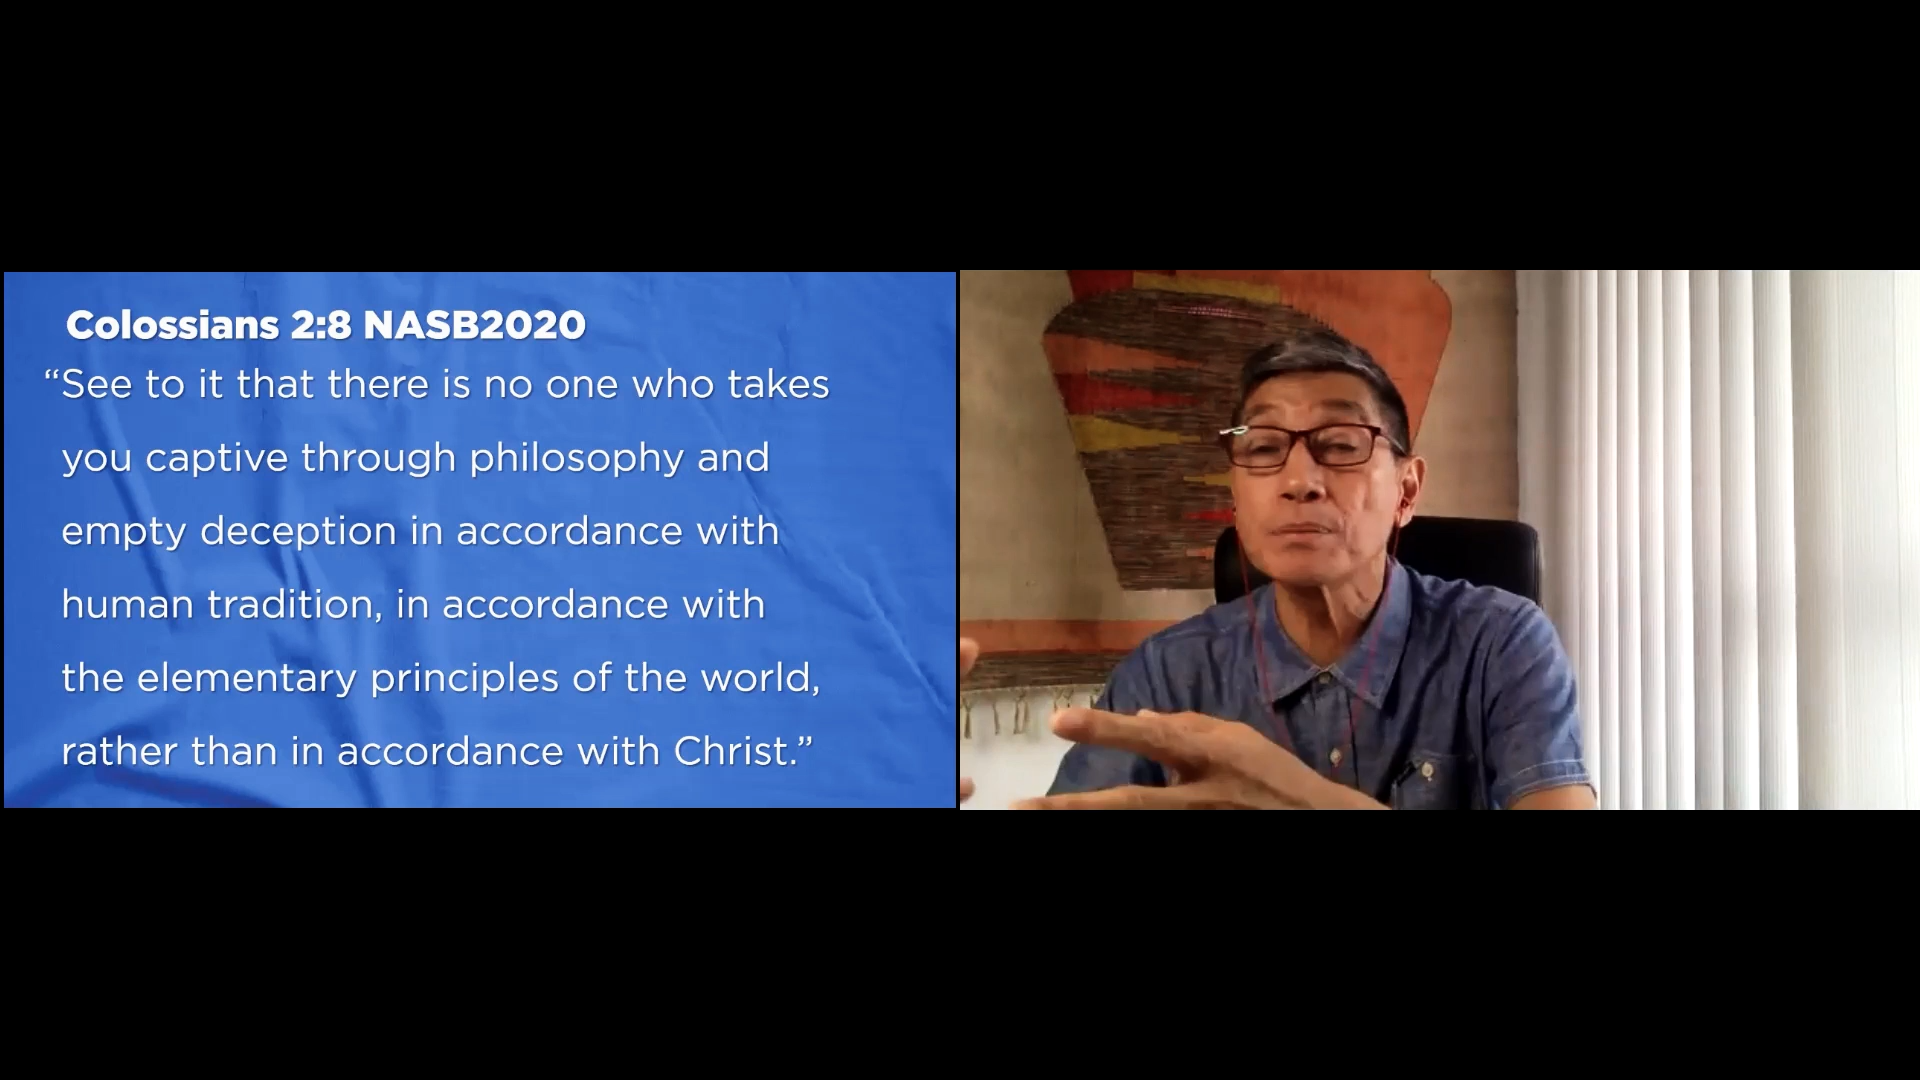 Colossians 2:8 NASB2020
“See to it that there is no one who takes
you captive through philosophy and
empty deception in accordance with
human tradition, in accordance with
the elementary principles of the world,
rather than in accordance with Christ.”